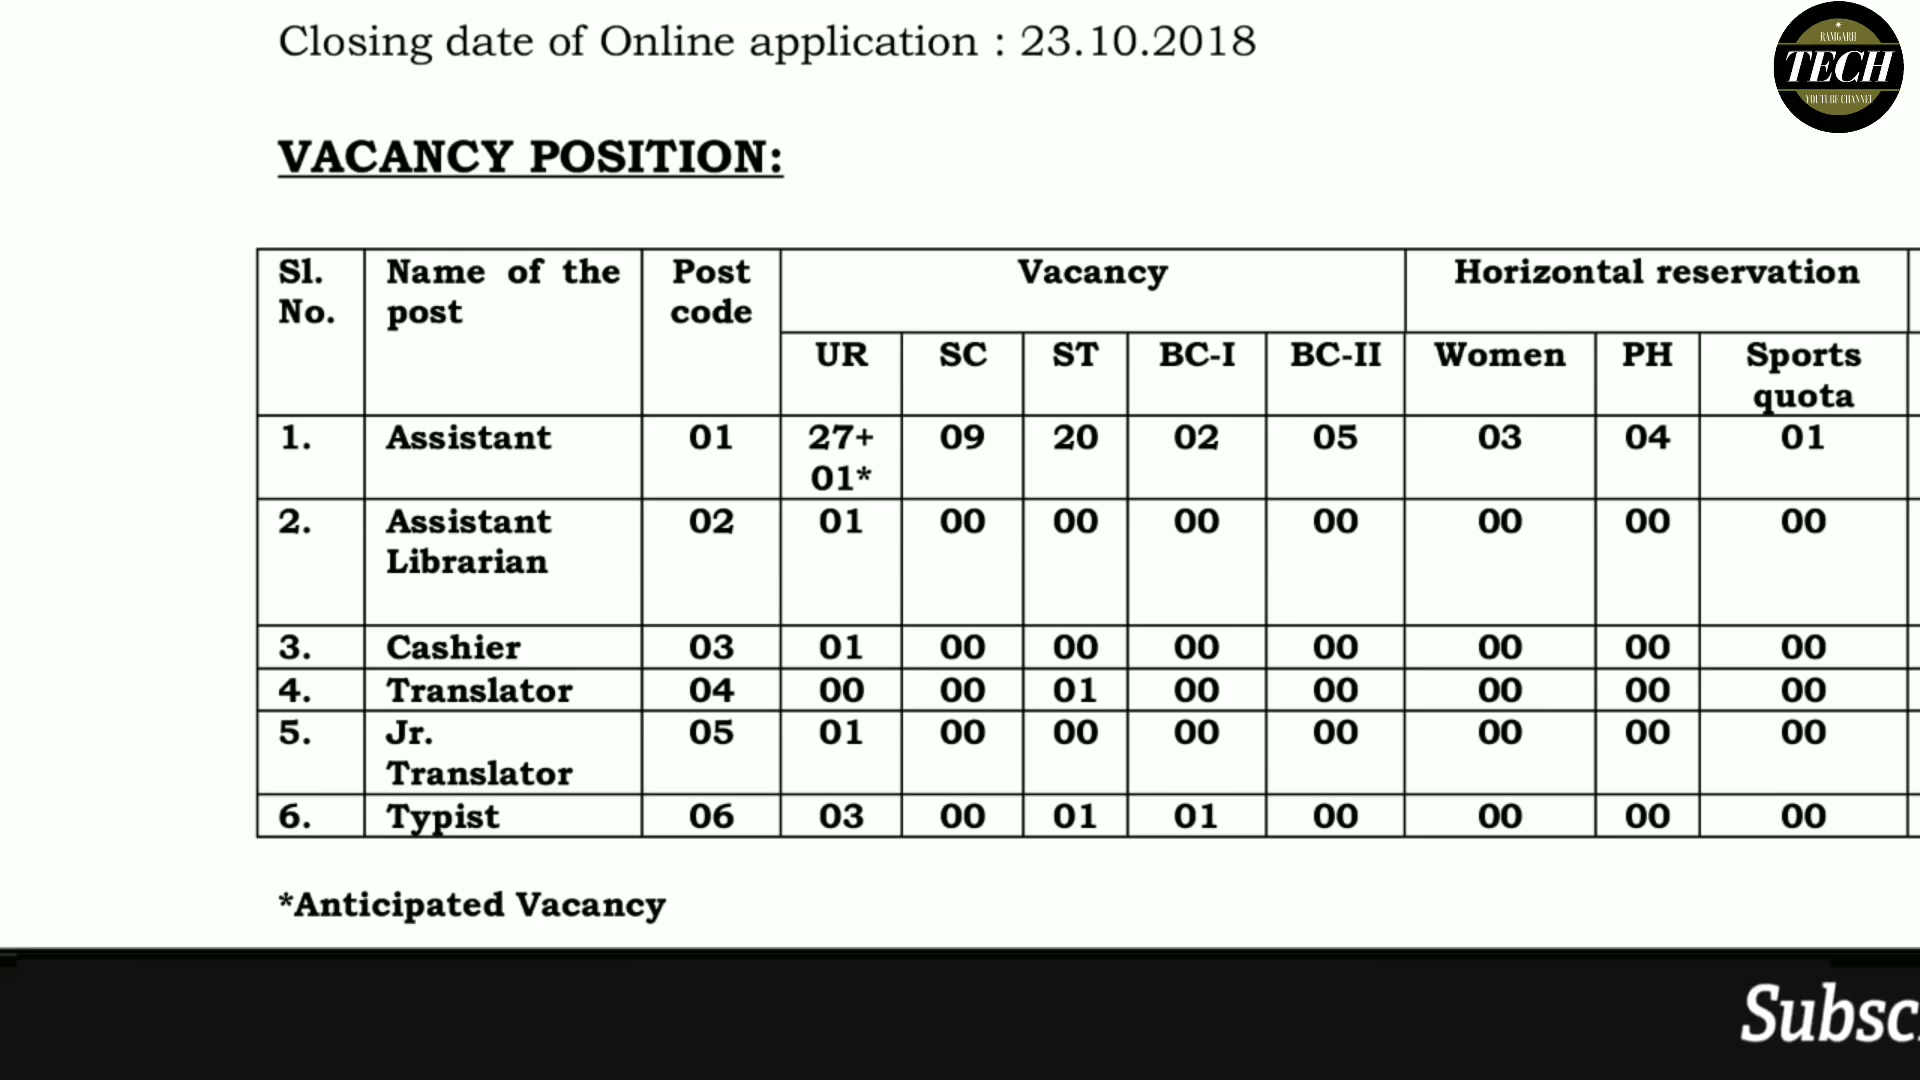 Closing date of Online application : 23.10.2018
RAMGARH
TECH
YOUTUBE CHANNEL
VACANCY POSITION:
Sl. No. Name of the post Post code Vacancy Horizontal reservation
UR SC ST BC-I BC-II Women PH Sports quota
1. Assistant 01 27+ 01* 09 20 02 05 03 04 01
2. Assistant Librarian 02 01 00 00 00 00 00 00 00
3. Cashier 03 01 00 00 00 00 00 00 00
4. Translator 04 00 00 01 00 00 00 00 00
5. Jr. Translator 05 01 00 00 00 00 00 00 00
6. Typist 06 03 00 01 01 00 00 00 00
*Anticipated Vacancy
Subsc